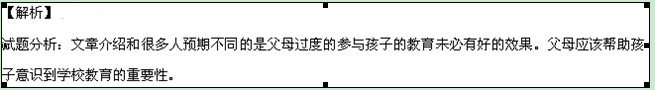 【解析】
试题分析：文章介绍和很多人预期不同的是父母过度的参与孩子的教育未必有好的效果。父母应该帮助孩
子意识到学校教育的重要性。